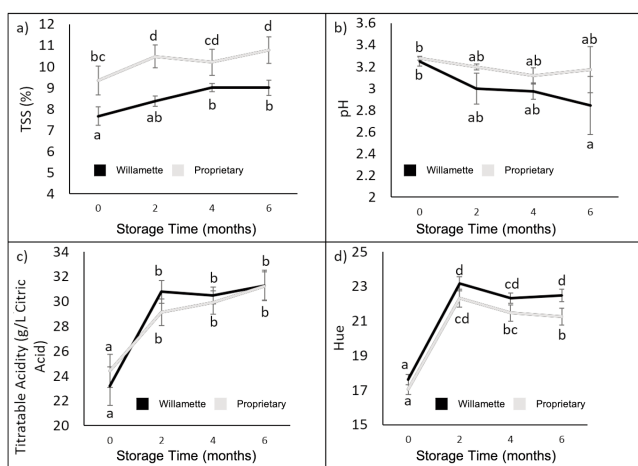 a)
12
11
10
9
8
7
6
5
4
TSS (%)
bc
d
cd
d
a
ab
b
b
Willamette
Proprietary
0
2
4
6
Storage Time (months)
b)
3.6
3.4
3.2
3
2.8
2.6
2.4
2.2
2
pH
b
ab
ab
ab
b
ab
ab
a
Willamette
Proprietary
0
2
4
6
Storage Time (months)
c)
34
32
30
28
26
24
22
20
Titratable Acidity (g/L Citric
Acid)
a
b
b
b
a
b
b
b
Willamette
Proprietary
0
2
4
6
Storage Time (months)
d)
25
23
21
19
17
15
Hue
a
d
cd
d
a
cd
bc
b
Willamette
Proprietary
0
2
4
6
Storage Time (months)